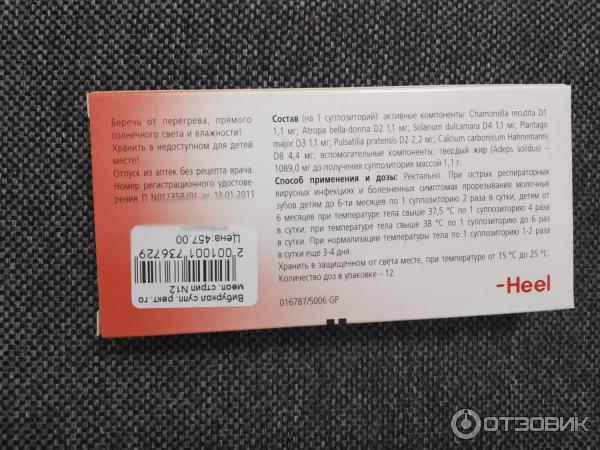 Беречь от перегрева, прямого
солнечного света и влажности!
Хранить в недоступном для детей
месте!
Отпуск из аптек без рецепта врача.
Номер регистрационного удостове-
рения П N012358/01 от 13.01.2011
Состав (на 1 суппозиторий): активные компоненты: Chamomilla recutita D1
1,1 мг; Atropa bella-donna D2 1,1 мг; Solanum dulcamara D4 1,1 мг; Plantago
major D3 1,1 мг; Pulsatilla pratensis D2 2,2 мг; Calcium carbonicum Hahnemanni
D8 4,4 мг; вспомогательные компоненты: твердый жир (Adeps solidus) –
1089,0 мг до получения суппозитория массой 1,1 г.
Способ применения и дозы: Ректально. При острых респираторных
вирусных инфекциях и болезненных симптомах прорезывания молочных
зубов детям до 6-ти месяцев по 1 суппозиторию 2 раза в сутки; детям от
6 месяцев при температуре тела свыше 37,5 °C по 1 суппозиторию 4 раза
в сутки, при температуре тела свыше 38 °C по 1 суппозиторию до 6 раз
в сутки. При нормализации температуры тела по 1 суппозиторию 1-2 раза
в сутки еще 3-4 дня.
Хранить в защищенном от света месте, при температуре от 15 °C до 25 °C.
Количество доз в упаковке – 12.
016787/5006 GP
-Heel
Вибуркол супп. рект. го
меоп. стрип N12
2 001001 736729
Цена:457.00
ОТЗОВИК